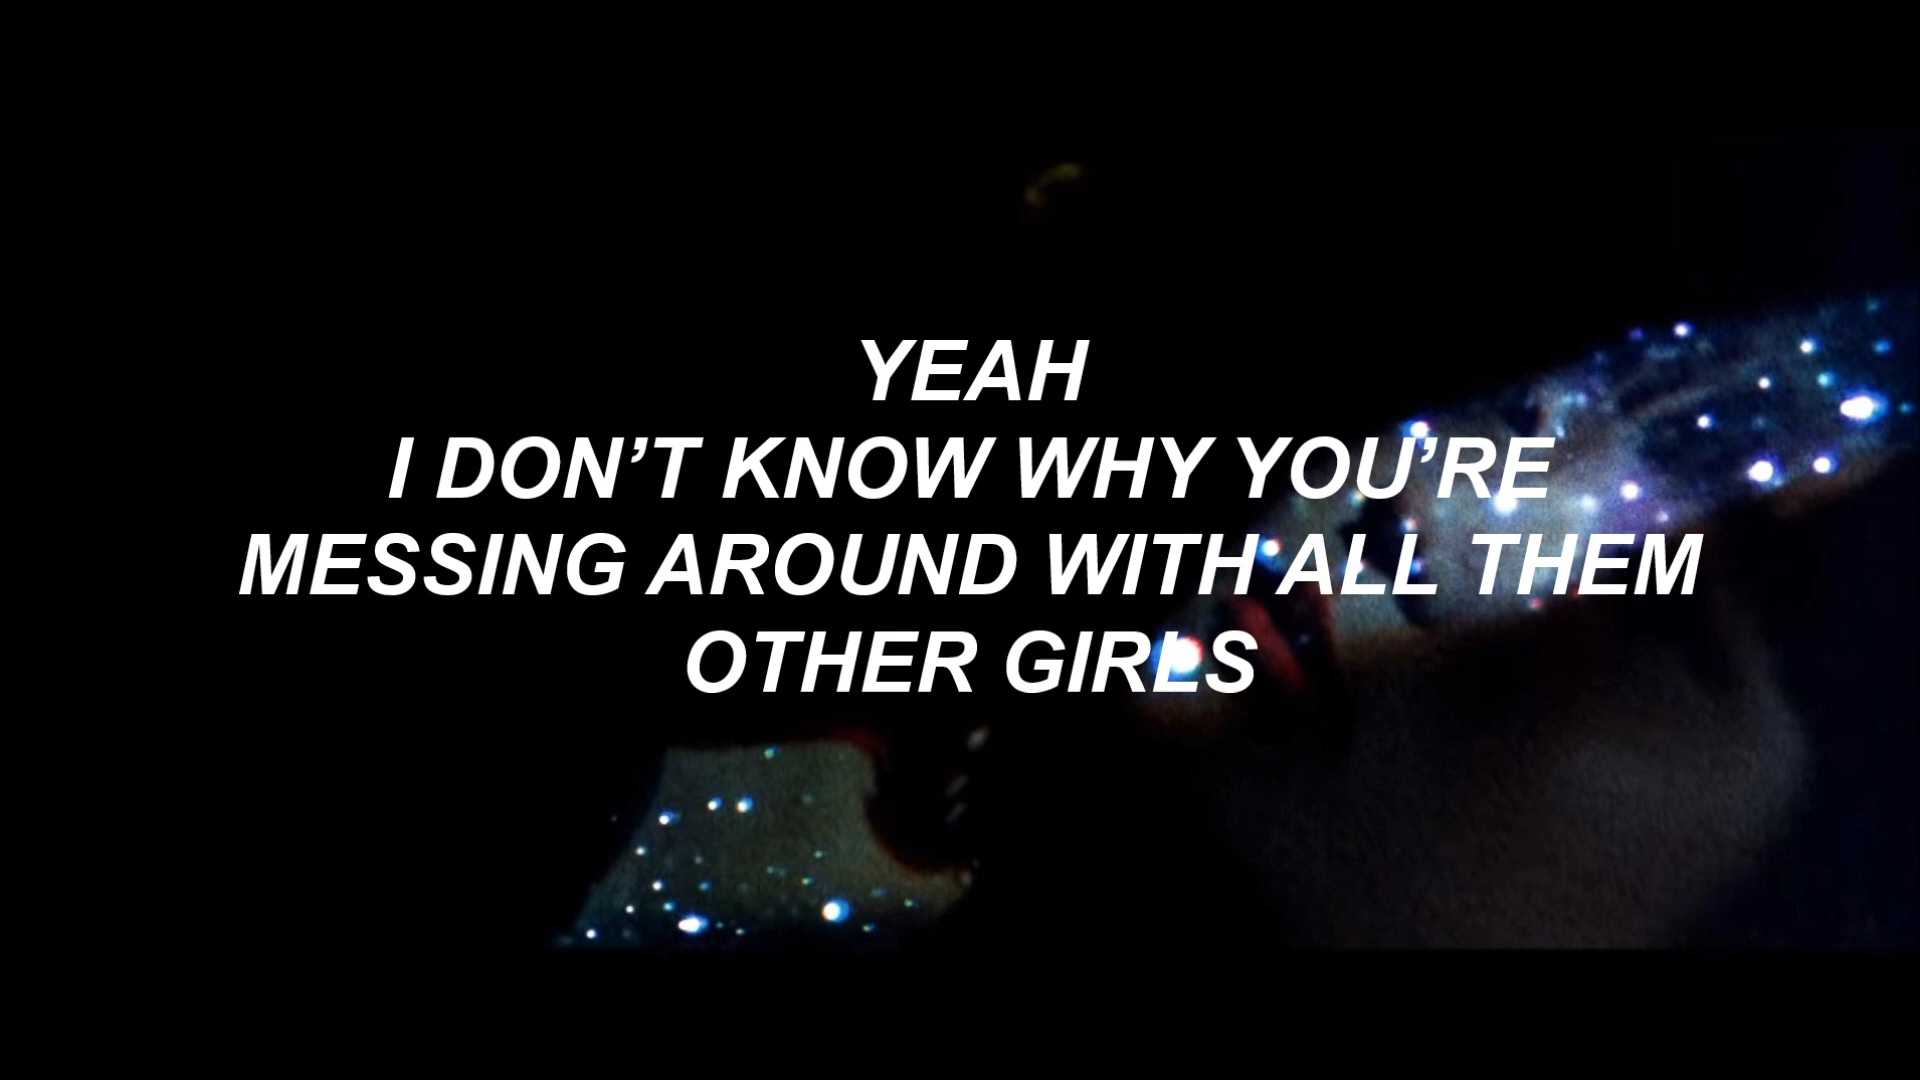 YEAH
I DON’T KNOW WHY YOU’RE
MESSING AROUND WITH ALL THEM
OTHER GIRLS